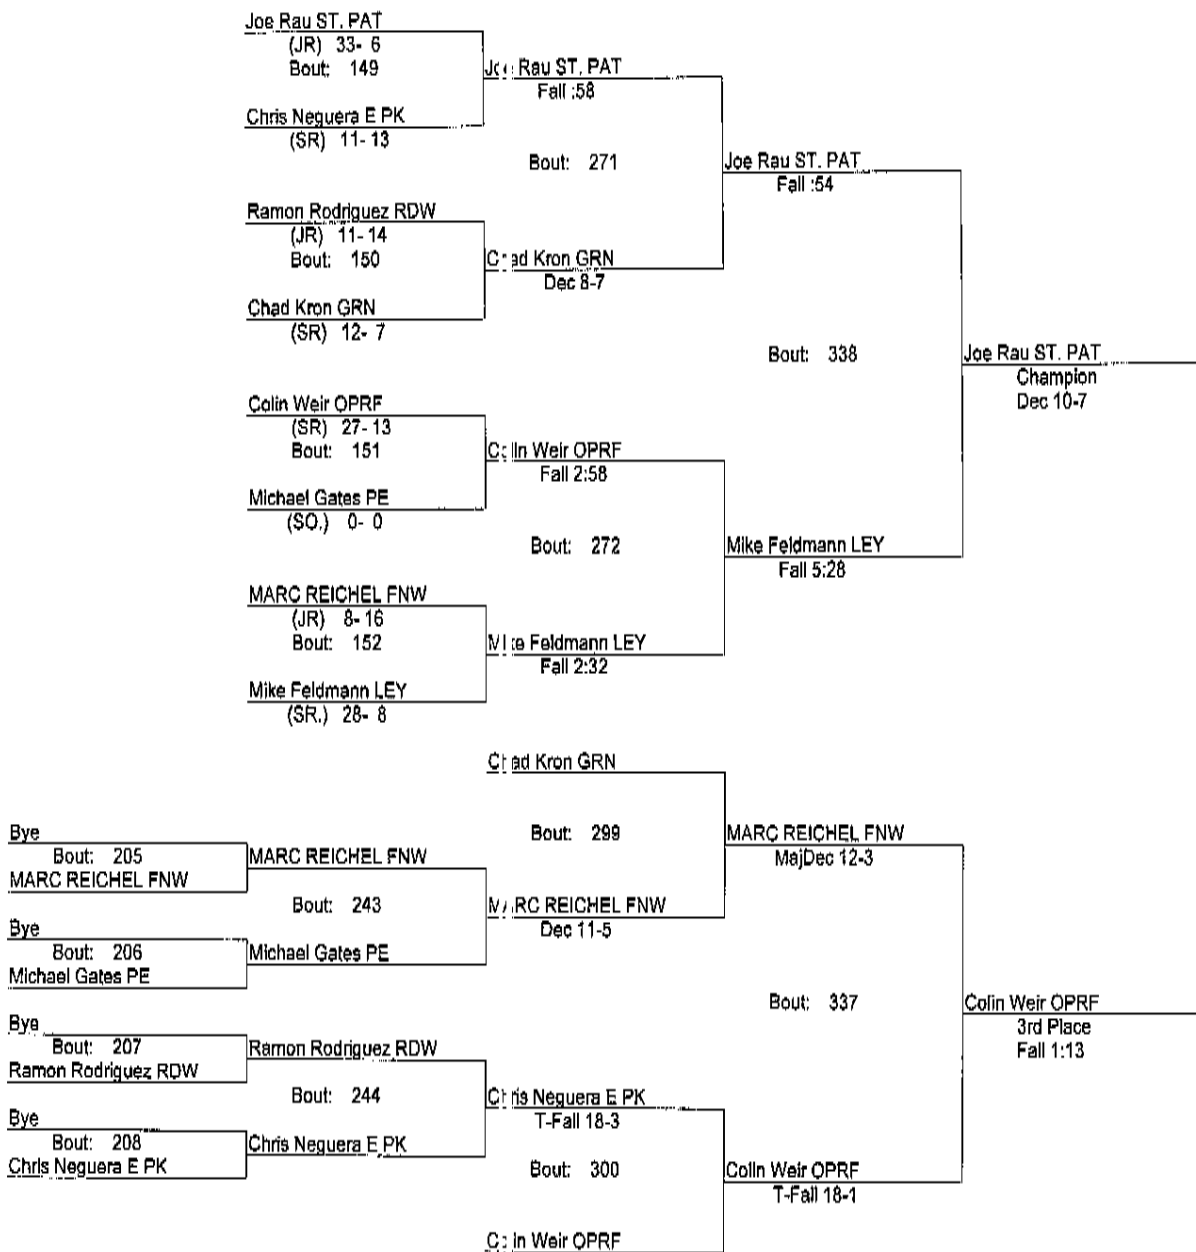 Joe Rau ST. PAT
(JR) 33- 6
Bout: 149
Joe Rau ST. PAT
Fall :58
Chris Neguera E PK
(SR) 11- 13
Bout: 271
Joe Rau ST. PAT
Fall :54
Ramon Rodriguez RDW
(JR) 11- 14
Bout: 150
Chad Kron GRN
Dec 8-7
Chad Kron GRN
(SR) 12- 7
Bout: 338
Joe Rau ST. PAT
Champion
Dec 10-7
Colin Weir OPRF
(SR) 27- 13
Bout: 151
Colin Weir OPRF
Fall 2:58
Michael Gates PE
(SO.) 0- 0
Bout: 272
Mike Feldmann LEY
Fall 5:28
MARC REICHEL FNW
(JR) 8- 16
Bout: 152
Mike Feldmann LEY
Fall 2:32
Mike Feldmann LEY
(SR.) 28- 8
Chad Kron GRN
Bye
Bout: 205
MARC REICHEL FNW
MARC REICHEL FNW
Bout: 299
MARC REICHEL FNW
MajDec 12-3
Bout: 243
MARC REICHEL FNW
Dec 11-5
Bye
Bout: 206
Michael Gates PE
Michael Gates PE
Bout: 337
Colin Weir OPRF
3rd Place
Fall 1:13
Bye
Bout: 207
Ramon Rodriguez RDW
Ramon Rodriguez RDW
Bout: 244
Chris Neguera E PK
T-Fall 18-3
Bye
Bout: 208
Chris Neguera E PK
Chris Neguera E PK
Bout: 300
Colin Weir OPRF
T-Fall 18-1
Colin Weir OPRF